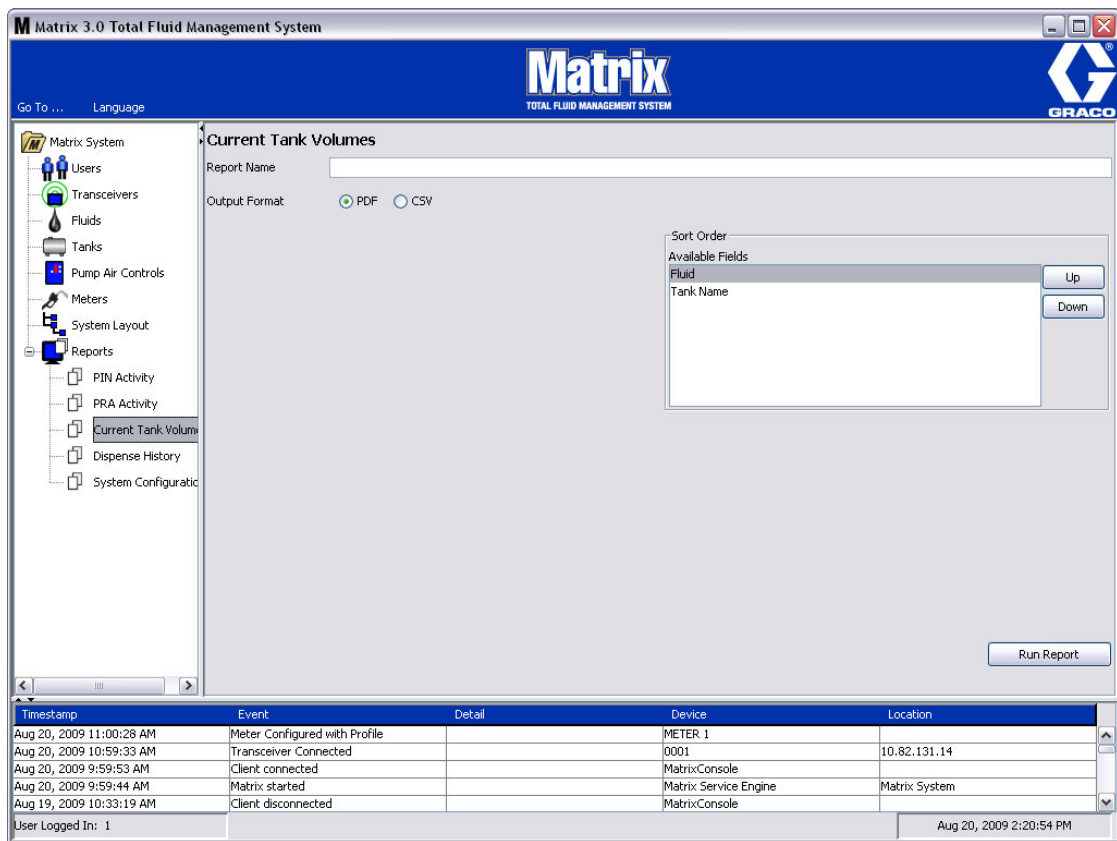 M Matrix 3.0 Total Fluid Management System
Matrix
TOTAL FLUID MANAGEMENT SYSTEM
GRACO
Go To ... Language
Matrix System
Users
Transceivers
Fluids
Tanks
Pump Air Controls
Meters
System Layout
Reports
PIN Activity
PRA Activity
Current Tank Volum
Dispense History
System Configuratio
Current Tank Volumes
Report Name
Output Format PDF CSV
Sort Order
Available Fields
Fluid
Tank Name
Up
Down
Run Report
Timestamp Event Detail Device Location
Aug 20, 2009 11:00:28 AM Meter Configured with Profile METER 1
Aug 20, 2009 10:59:33 AM Transceiver Connected 0001 10.82.131.14
Aug 20, 2009 9:59:53 AM Client connected MatrixConsole
Aug 20, 2009 9:59:44 AM Matrix started Matrix Service Engine Matrix System
Aug 19, 2009 10:33:19 AM Client disconnected MatrixConsole
User Logged In: 1 Aug 20, 2009 2:20:54 PM